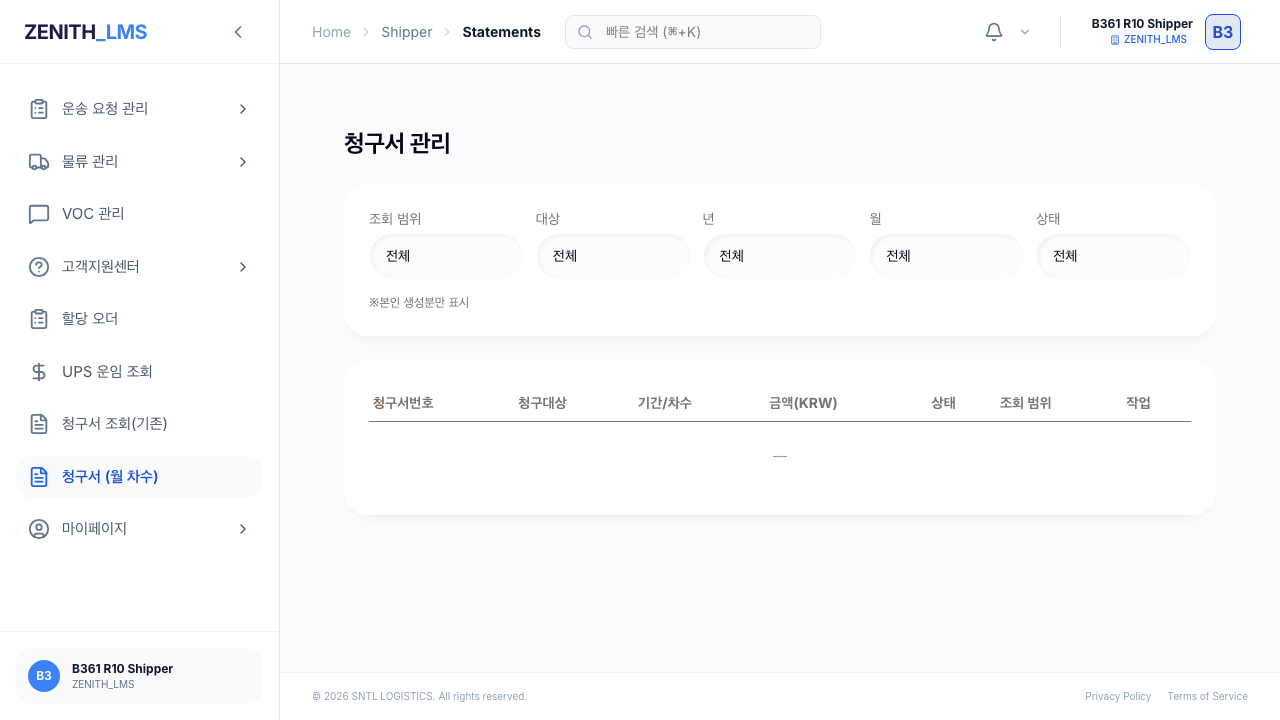 ZENITH_LMS
Home > Shipper > Statements
빠른 검색 (⌘+K)
B361 R10 Shipper
ZENITH_LMS
B3
운송 요청 관리
물류 관리
VOC 관리
고객지원센터
할당 오더
UPS 운임 조회
청구서 조회(기존)
청구서 (월 차수)
마이페이지
B3
B361 R10 Shipper
ZENITH_LMS
청구서 관리
조회 범위 대상 년 월 상태
전체 전체 전체 전체 전체
※본인 생성분만 표시
청구서번호 청구대상 기간/차수 금액(KRW) 상태 조회 범위 작업
—
© 2026 SNTL LOGISTICS. All rights reserved.
Privacy Policy Terms of Service